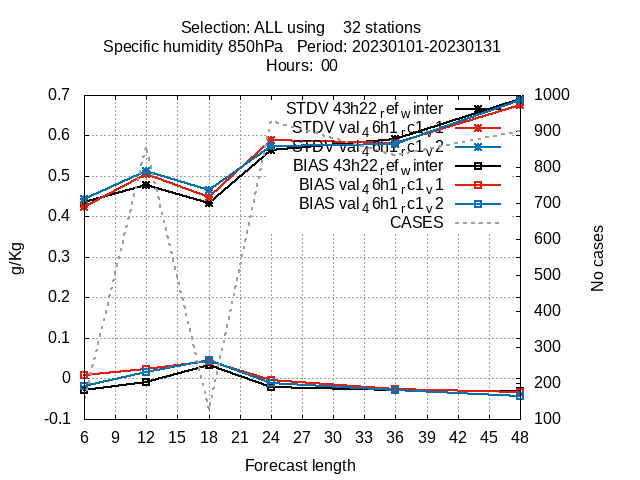 Selection: ALL using    32 stations
Specific humidity 850hPa   Period: 20230101-20230131
Hours:  00
0.7
0.6
0.5
0.4
0.3
0.2
0.1
0
-0.1
g/Kg
STDV 43h22_ref_winter
STDV val_46h1_rc1_v1
STDV val_46h1_rc1_v2
BIAS 43h22_ref_winter
BIAS val_46h1_rc1_v1
BIAS val_46h1_rc1_v2
CASES
1000
900
800
700
600
500
400
300
200
100
No cases
6 9 12 15 18 21 24 27 30 33 36 39 42 45 48
Forecast length